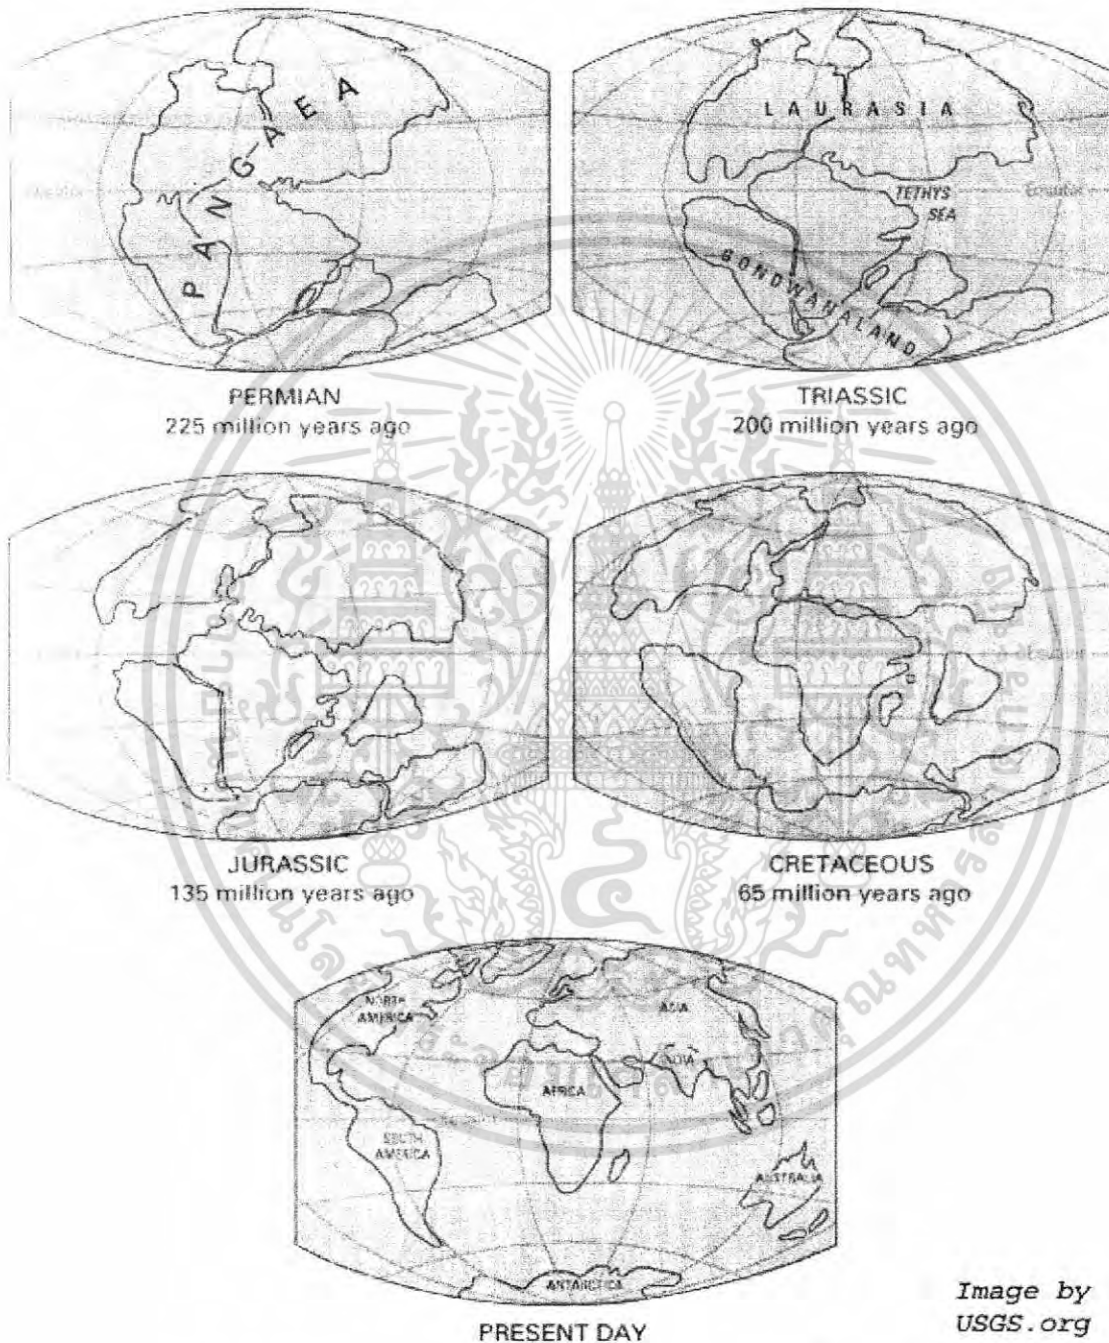 PANGAEA
PERMIAN
225 million years ago
LAURASIA
TETHYS
SEA
Equator
GONDWANALAND
TRIASSIC
200 million years ago
JURASSIC
135 million years ago
CRETACEOUS
65 million years ago
NORTH
AMERICA
ASIA
INDIA
AFRICA
SOUTH
AMERICA
AUSTRALIA
ANTARCTICA
PRESENT DAY
Image by
USGS.org